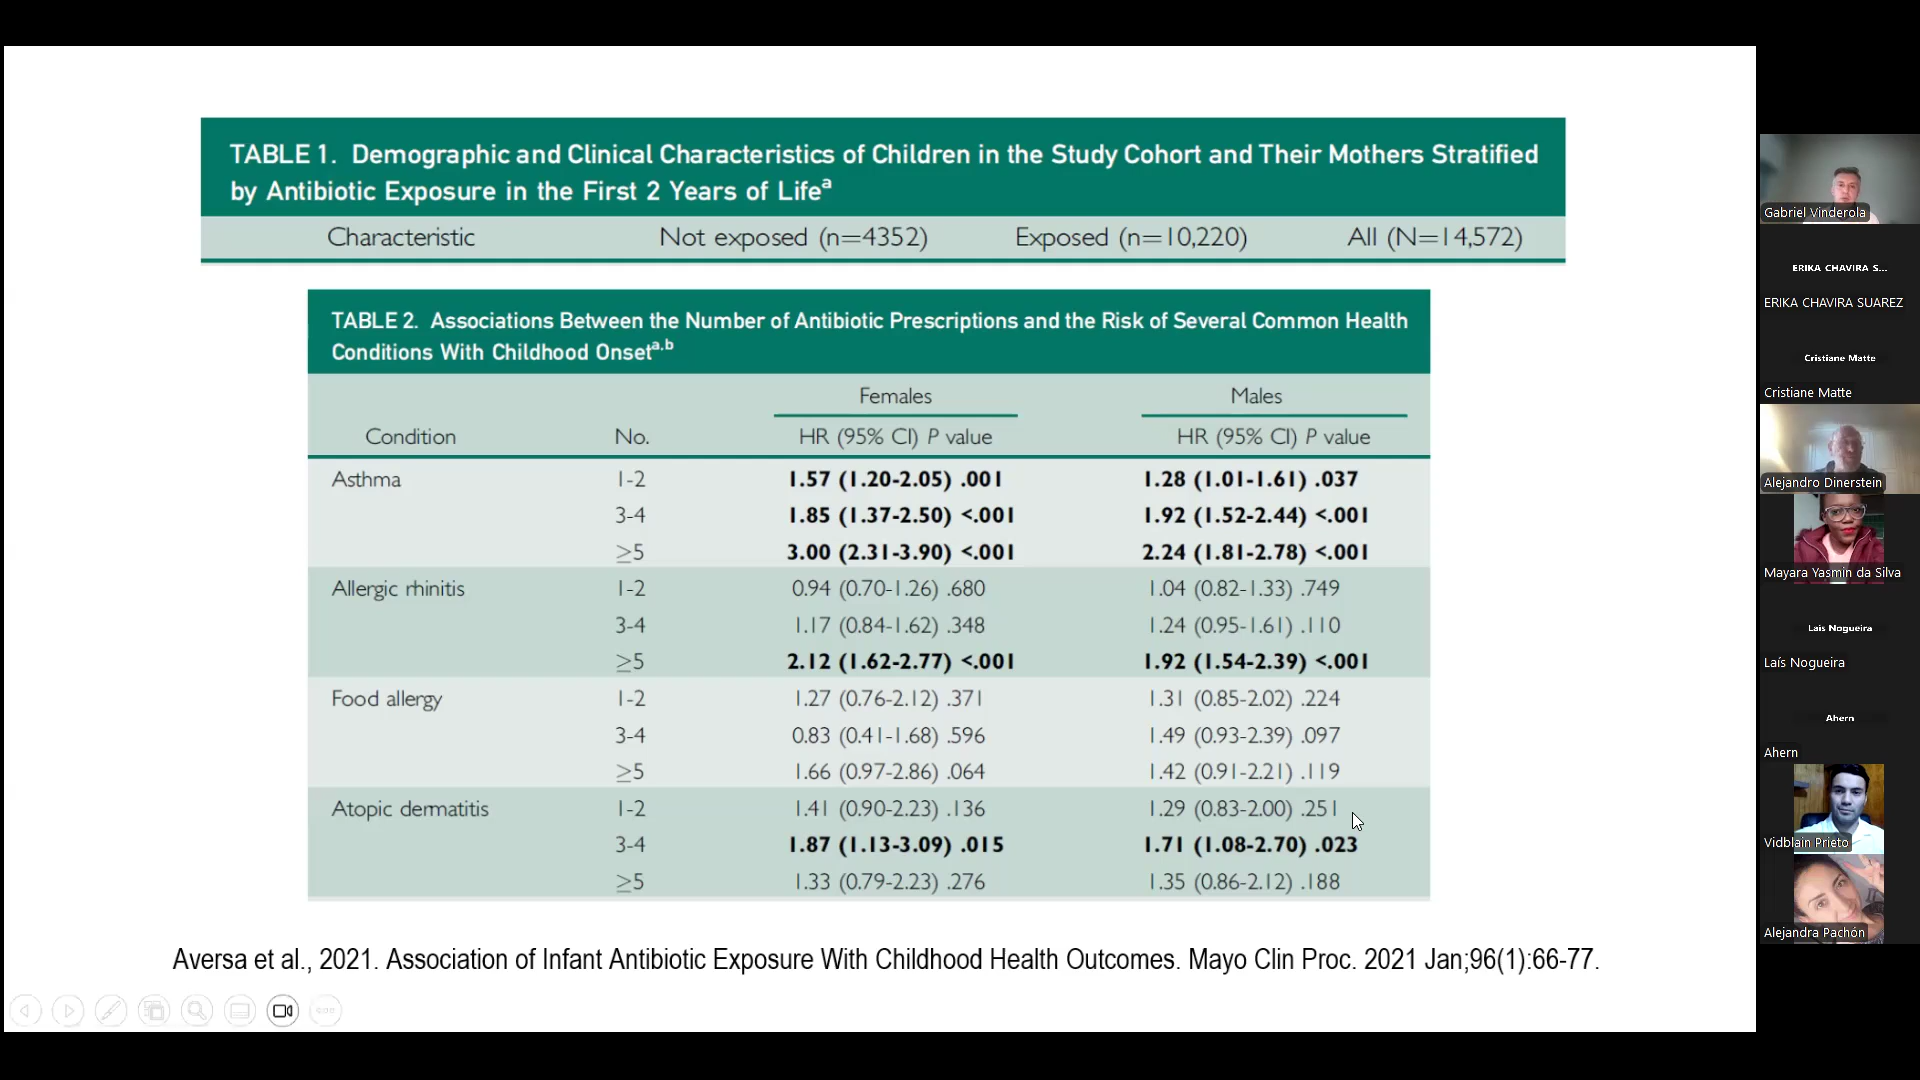 TABLE 1. Demographic and Clinical Characteristics of Children in the Study Cohort and Their Mothers Stratified
by Antibiotic Exposure in the First 2 Years of Lifeᵃ
Characteristic Not exposed (n=4352) Exposed (n=10,220) All (N=14,572)
TABLE 2. Associations Between the Number of Antibiotic Prescriptions and the Risk of Several Common Health
Conditions With Childhood Onsetᵃ,ᵇ
Females Males
Condition No. HR (95% CI) P value HR (95% CI) P value
Asthma 1-2 1.57 (1.20-2.05) .001 1.28 (1.01-1.61) .037
3-4 1.85 (1.37-2.50) <.001 1.92 (1.52-2.44) <.001
≥5 3.00 (2.31-3.90) <.001 2.24 (1.81-2.78) <.001
Allergic rhinitis 1-2 0.94 (0.70-1.26) .680 1.04 (0.82-1.33) .749
3-4 1.17 (0.84-1.62) .348 1.24 (0.95-1.61) .110
≥5 2.12 (1.62-2.77) <.001 1.92 (1.54-2.39) <.001
Food allergy 1-2 1.27 (0.76-2.12) .371 1.31 (0.85-2.02) .224
3-4 0.83 (0.41-1.68) .596 1.49 (0.93-2.39) .097
≥5 1.66 (0.97-2.86) .064 1.42 (0.91-2.21) .119
Atopic dermatitis 1-2 1.41 (0.90-2.23) .136 1.29 (0.83-2.00) .251
3-4 1.87 (1.13-3.09) .015 1.71 (1.08-2.70) .023
≥5 1.33 (0.79-2.23) .276 1.35 (0.86-2.12) .188
Aversa et al., 2021. Association of Infant Antibiotic Exposure With Childhood Health Outcomes. Mayo Clin Proc. 2021 Jan;96(1):66-77.
Gabriel Vinderola
ERIKA CHAVIRA S...
ERIKA CHAVIRA SUAREZ
Cristiane Matte
Cristiane Matte
Alejandro Dinerstein
Mayara Yasmin da Silva
Laís Nogueira
Laís Nogueira
Ahern
Ahern
Vidblain Prieto
Alejandra Pachón